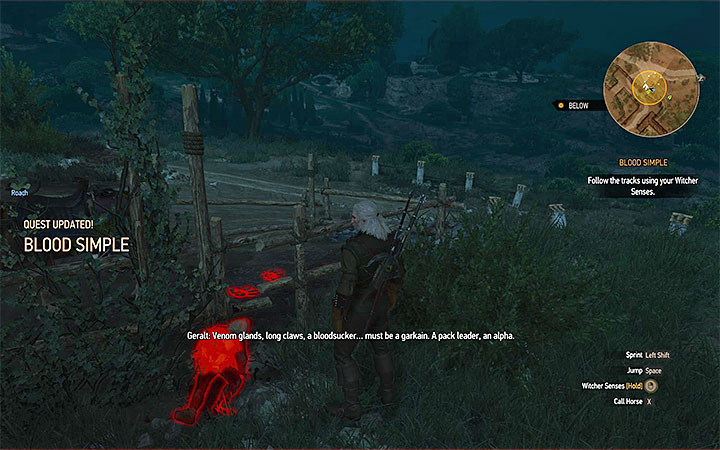 BELOW
BLOOD SIMPLE
Follow the tracks using your Witcher
Senses.
Roach
QUEST UPDATED!
BLOOD SIMPLE
Geralt: Venom glands, long claws, a bloodsucker... must be a garkain. A pack leader, an alpha.
Sprint Left Shift
Jump Space
Witcher Senses (Hold)
Call Horse X